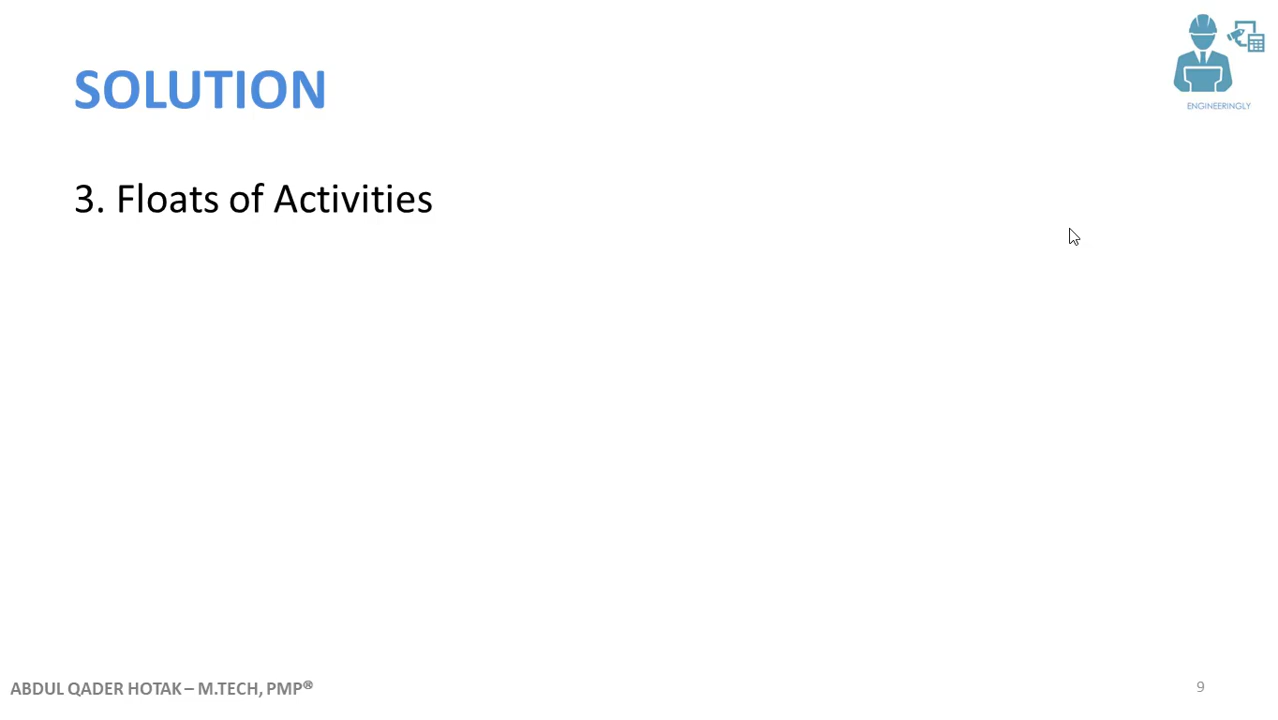 ENGINEERINGLY
SOLUTION
3. Floats of Activities
ABDUL QADER HOTAK – M.TECH, PMP®
9